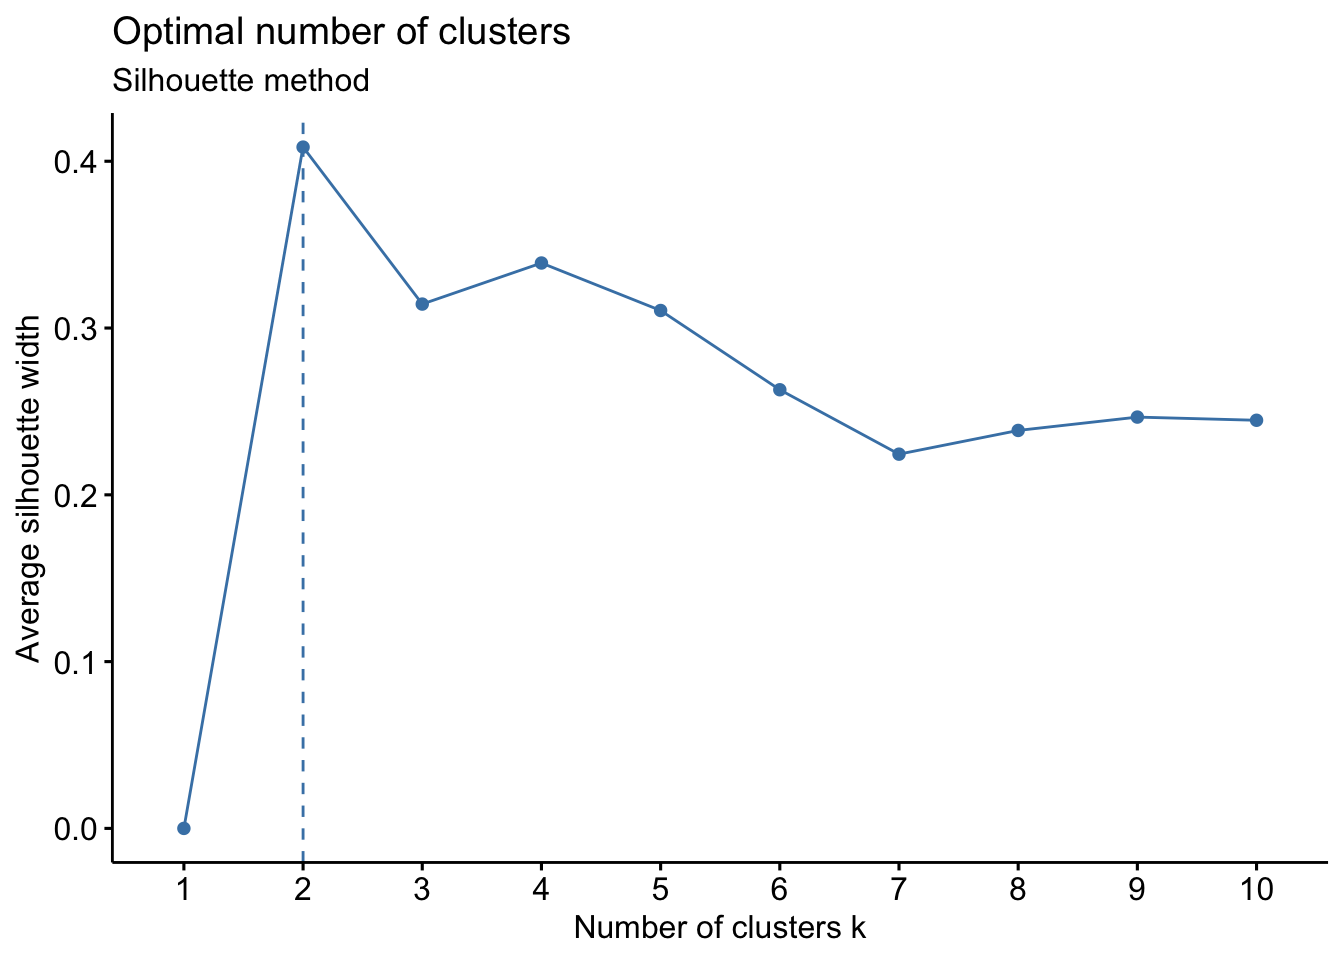 Optimal number of clusters
Silhouette method
Average silhouette width
0.4
0.3
0.2
0.1
0.0
1 2 3 4 5 6 7 8 9 10
Number of clusters k